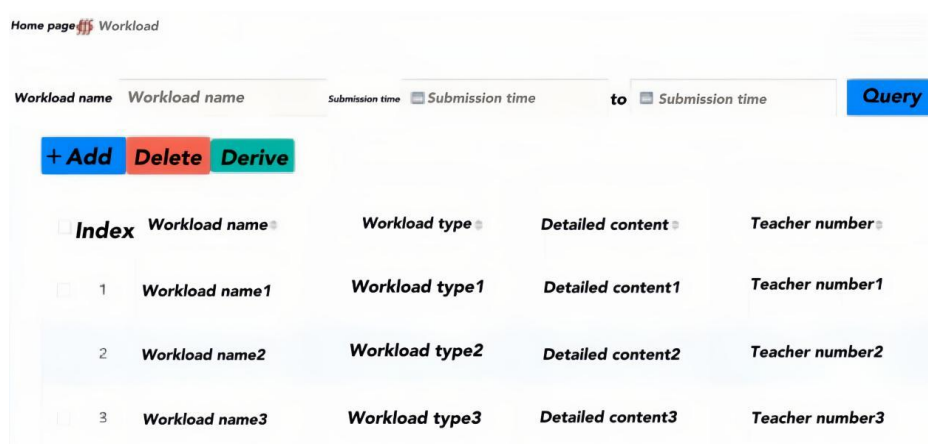 Home page Workload
Workload name Workload name Submission time Submission time to Submission time Query
+ Add Delete Derive
Index Workload name Workload type Detailed content Teacher number
1 Workload name1 Workload type1 Detailed content1 Teacher number1
2 Workload name2 Workload type2 Detailed content2 Teacher number2
3 Workload name3 Workload type3 Detailed content3 Teacher number3